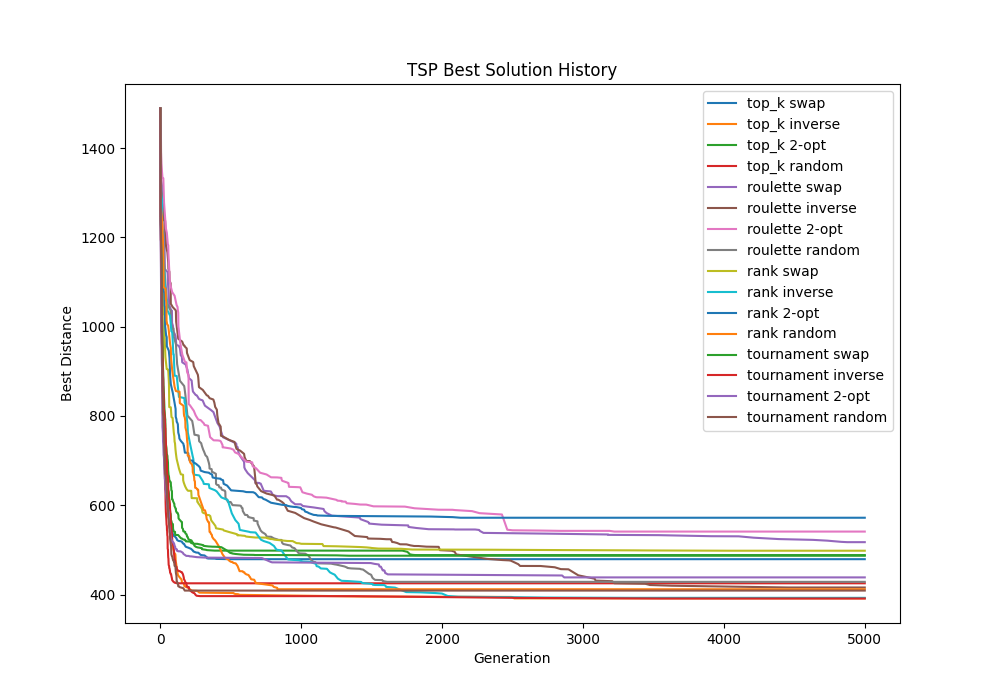 TSP Best Solution History
1400
1200
1000
800
600
400
Best Distance
0
1000
2000
3000
4000
5000
Generation
top_k swap
top_k inverse
top_k 2-opt
top_k random
roulette swap
roulette inverse
roulette 2-opt
roulette random
rank swap
rank inverse
rank 2-opt
rank random
tournament swap
tournament inverse
tournament 2-opt
tournament random